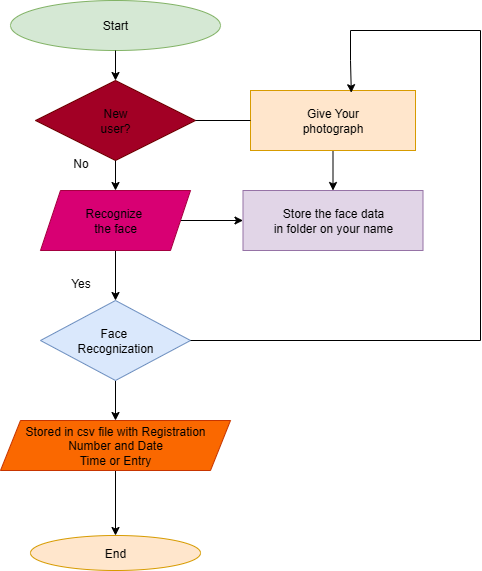 Start
New
user?
Give Your
photograph
No
Recognize
the face
Store the face data
in folder on your name
Yes
Face
Recognization
Stored in csv file with Registration
Number and Date
Time or Entry
End